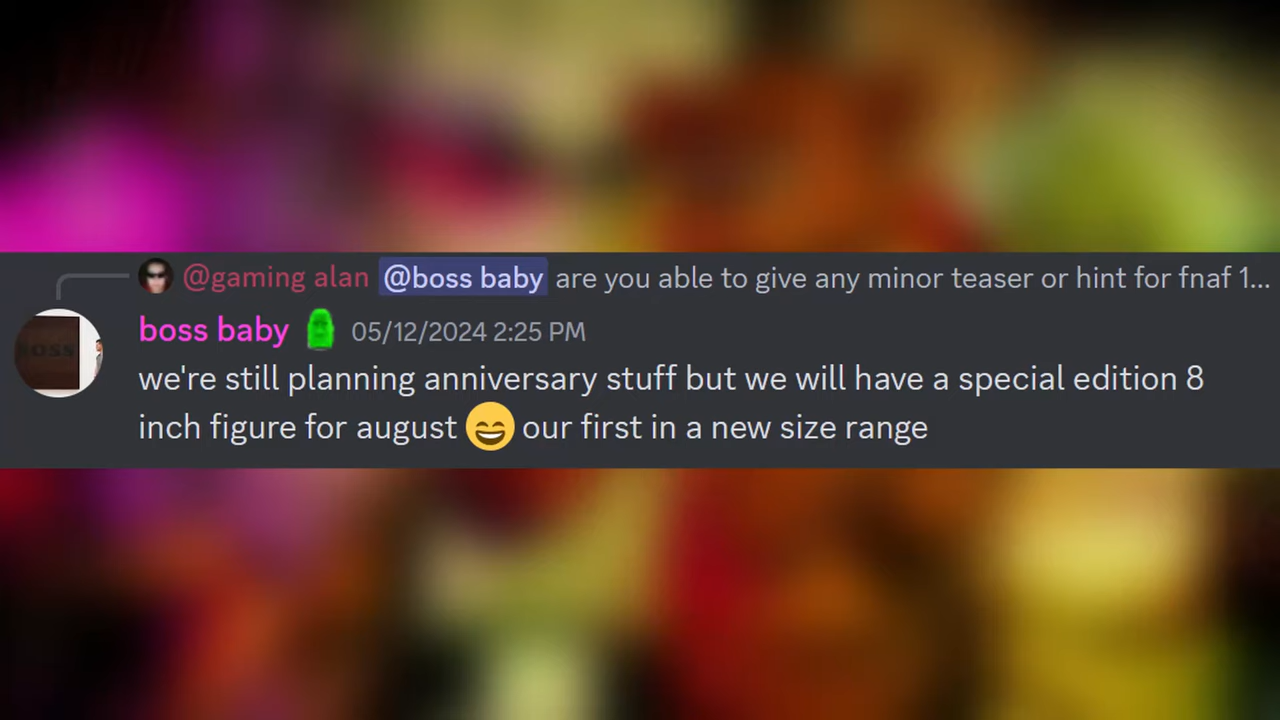 @gaming alan @boss baby are you able to give any minor teaser or hint for fnaf 1...
boss baby 05/12/2024 2:25 PM
we're still planning anniversary stuff but we will have a special edition 8
inch figure for august 😄 our first in a new size range
BOSS